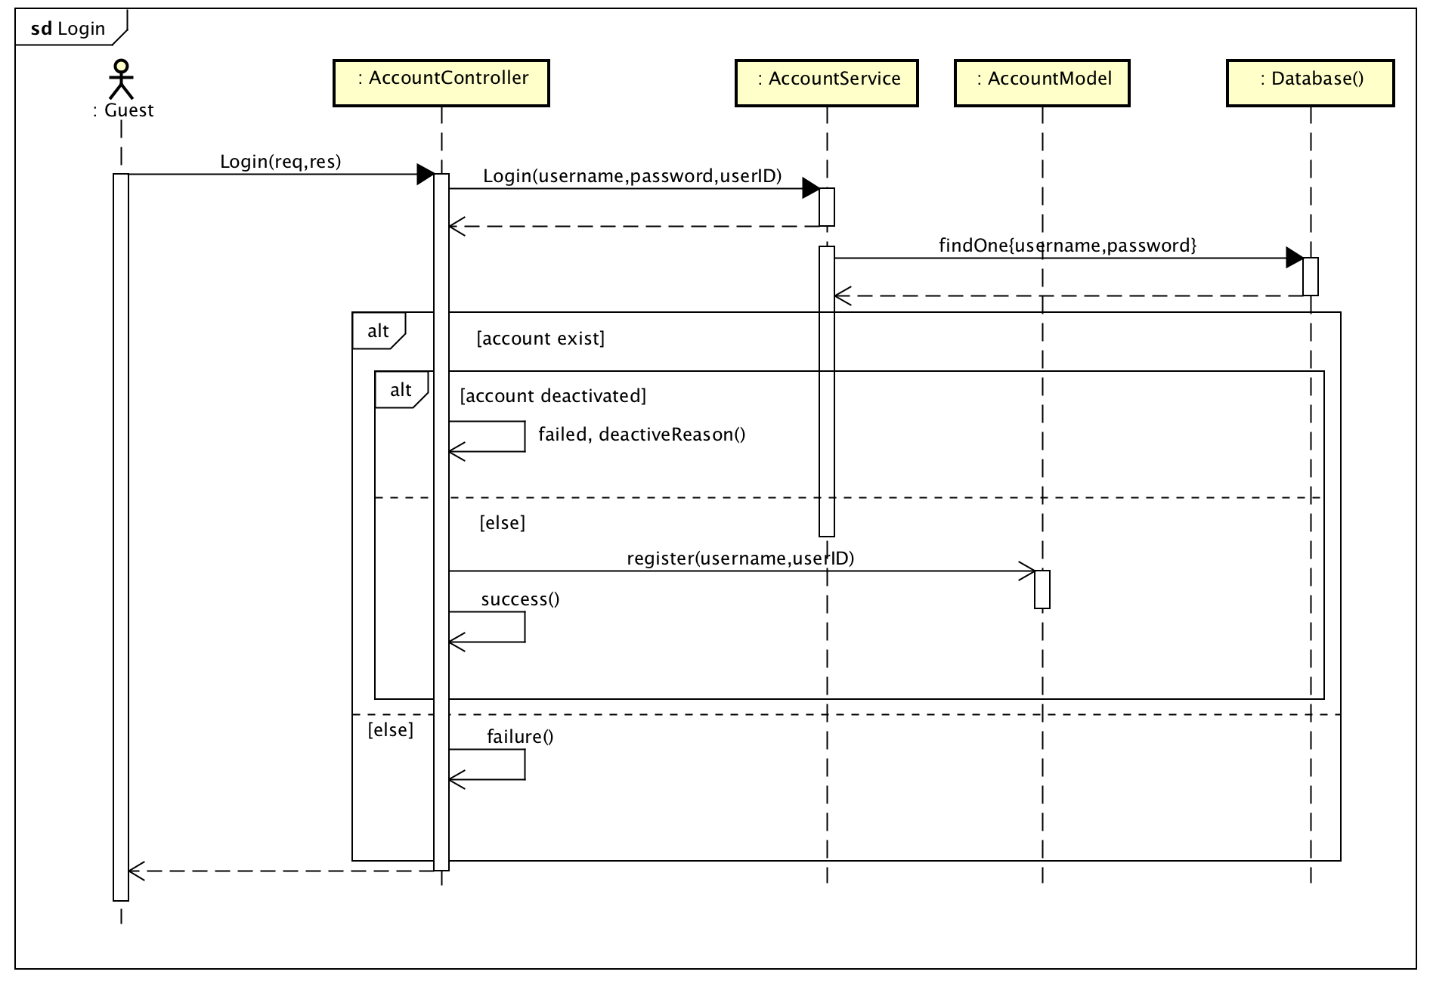 sd Login
: Guest
: AccountController
: AccountService
: AccountModel
: Database()
Login(req,res)
Login(username,password,userID)
findOne{username,password}
alt
[account exist]
alt
[account deactivated]
failed, deactiveReason()
[else]
register(username,userID)
success()
[else]
failure()